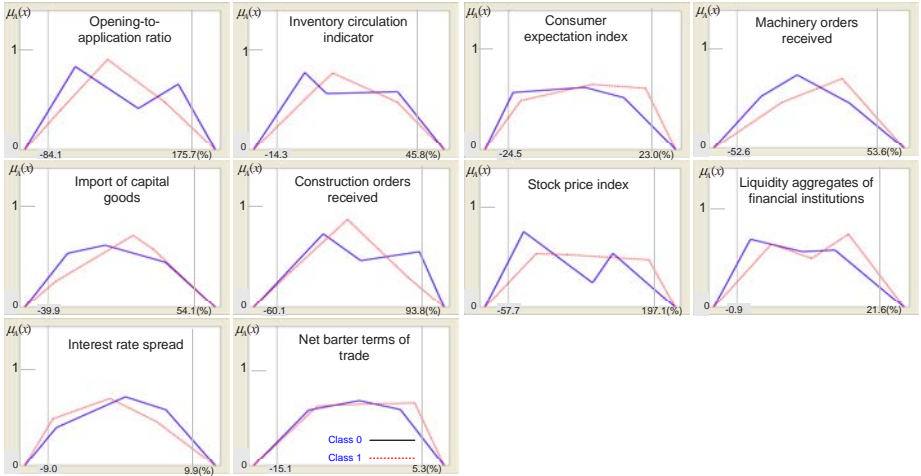 μA(x)
Opening-to-
application ratio
1
0
-84.1
175.7(%)
μA(x)
Inventory circulation
indicator
1
0
-14.3
45.8(%)
μA(x)
Consumer
expectation index
1
0
-24.5
23.0(%)
μA(x)
Machinery orders
received
1
0
-52.6
53.6(%)
μA(x)
Import of capital
goods
1
0
-39.9
54.1(%)
μA(x)
Construction orders
received
1
0
-60.1
93.8(%)
μA(x)
Stock price index
1
0
-57.7
197.1(%)
μA(x)
Liquidity aggregates of
financial institutions
1
0
-0.9
21.6(%)
μA(x)
Interest rate spread
1
0
-9.0
9.9(%)
μA(x)
Net barter terms of
trade
1
Class 0
Class 1
0
-15.1
5.3(%)